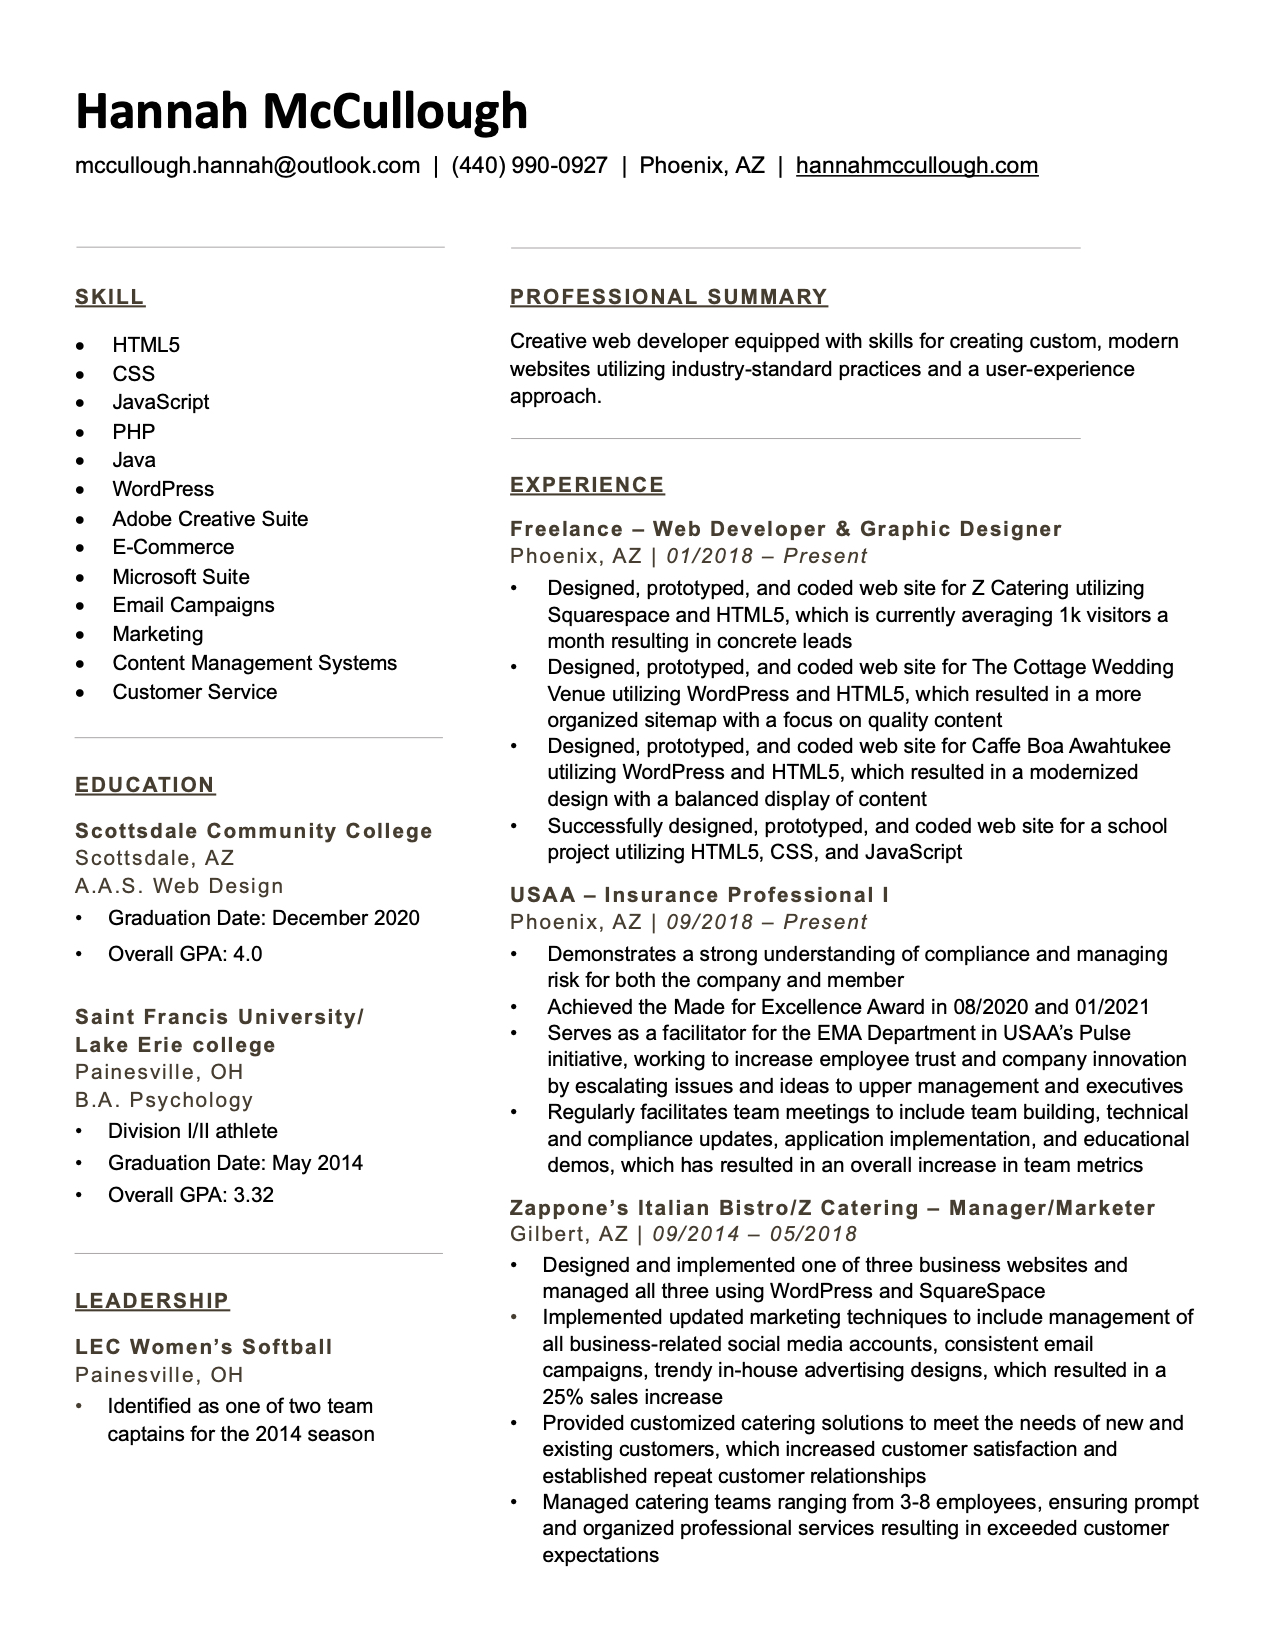 Hannah McCullough
mccullough.hannah@outlook.com | (440) 990-0927 | Phoenix, AZ | hannahmccullough.com
SKILL
• HTML5
• CSS
• JavaScript
• PHP
• Java
• WordPress
• Adobe Creative Suite
• E-Commerce
• Microsoft Suite
• Email Campaigns
• Marketing
• Content Management Systems
• Customer Service
EDUCATION
Scottsdale Community College
Scottsdale, AZ
A.A.S. Web Design
• Graduation Date: December 2020
• Overall GPA: 4.0
Saint Francis University/
Lake Erie college
Painesville, OH
B.A. Psychology
• Division I/II athlete
• Graduation Date: May 2014
• Overall GPA: 3.32
LEADERSHIP
LEC Women’s Softball
Painesville, OH
• Identified as one of two team
captains for the 2014 season
PROFESSIONAL SUMMARY
Creative web developer equipped with skills for creating custom, modern
websites utilizing industry-standard practices and a user-experience
approach.
EXPERIENCE
Freelance – Web Developer & Graphic Designer
Phoenix, AZ | 01/2018 – Present
• Designed, prototyped, and coded web site for Z Catering utilizing
Squarespace and HTML5, which is currently averaging 1k visitors a
month resulting in concrete leads
• Designed, prototyped, and coded web site for The Cottage Wedding
Venue utilizing WordPress and HTML5, which resulted in a more
organized sitemap with a focus on quality content
• Designed, prototyped, and coded web site for Caffe Boa Awahtukee
utilizing WordPress and HTML5, which resulted in a modernized
design with a balanced display of content
• Successfully designed, prototyped, and coded web site for a school
project utilizing HTML5, CSS, and JavaScript
USAA – Insurance Professional I
Phoenix, AZ | 09/2018 – Present
• Demonstrates a strong understanding of compliance and managing
risk for both the company and member
• Achieved the Made for Excellence Award in 08/2020 and 01/2021
• Serves as a facilitator for the EMA Department in USAA’s Pulse
initiative, working to increase employee trust and company innovation
by escalating issues and ideas to upper management and executives
• Regularly facilitates team meetings to include team building, technical
and compliance updates, application implementation, and educational
demos, which has resulted in an overall increase in team metrics
Zappone’s Italian Bistro/Z Catering – Manager/Marketer
Gilbert, AZ | 09/2014 – 05/2018
• Designed and implemented one of three business websites and
managed all three using WordPress and SquareSpace
• Implemented updated marketing techniques to include management of
all business-related social media accounts, consistent email
campaigns, trendy in-house advertising designs, which resulted in a
25% sales increase
• Provided customized catering solutions to meet the needs of new and
existing customers, which increased customer satisfaction and
established repeat customer relationships
• Managed catering teams ranging from 3-8 employees, ensuring prompt
and organized professional services resulting in exceeded customer
expectations